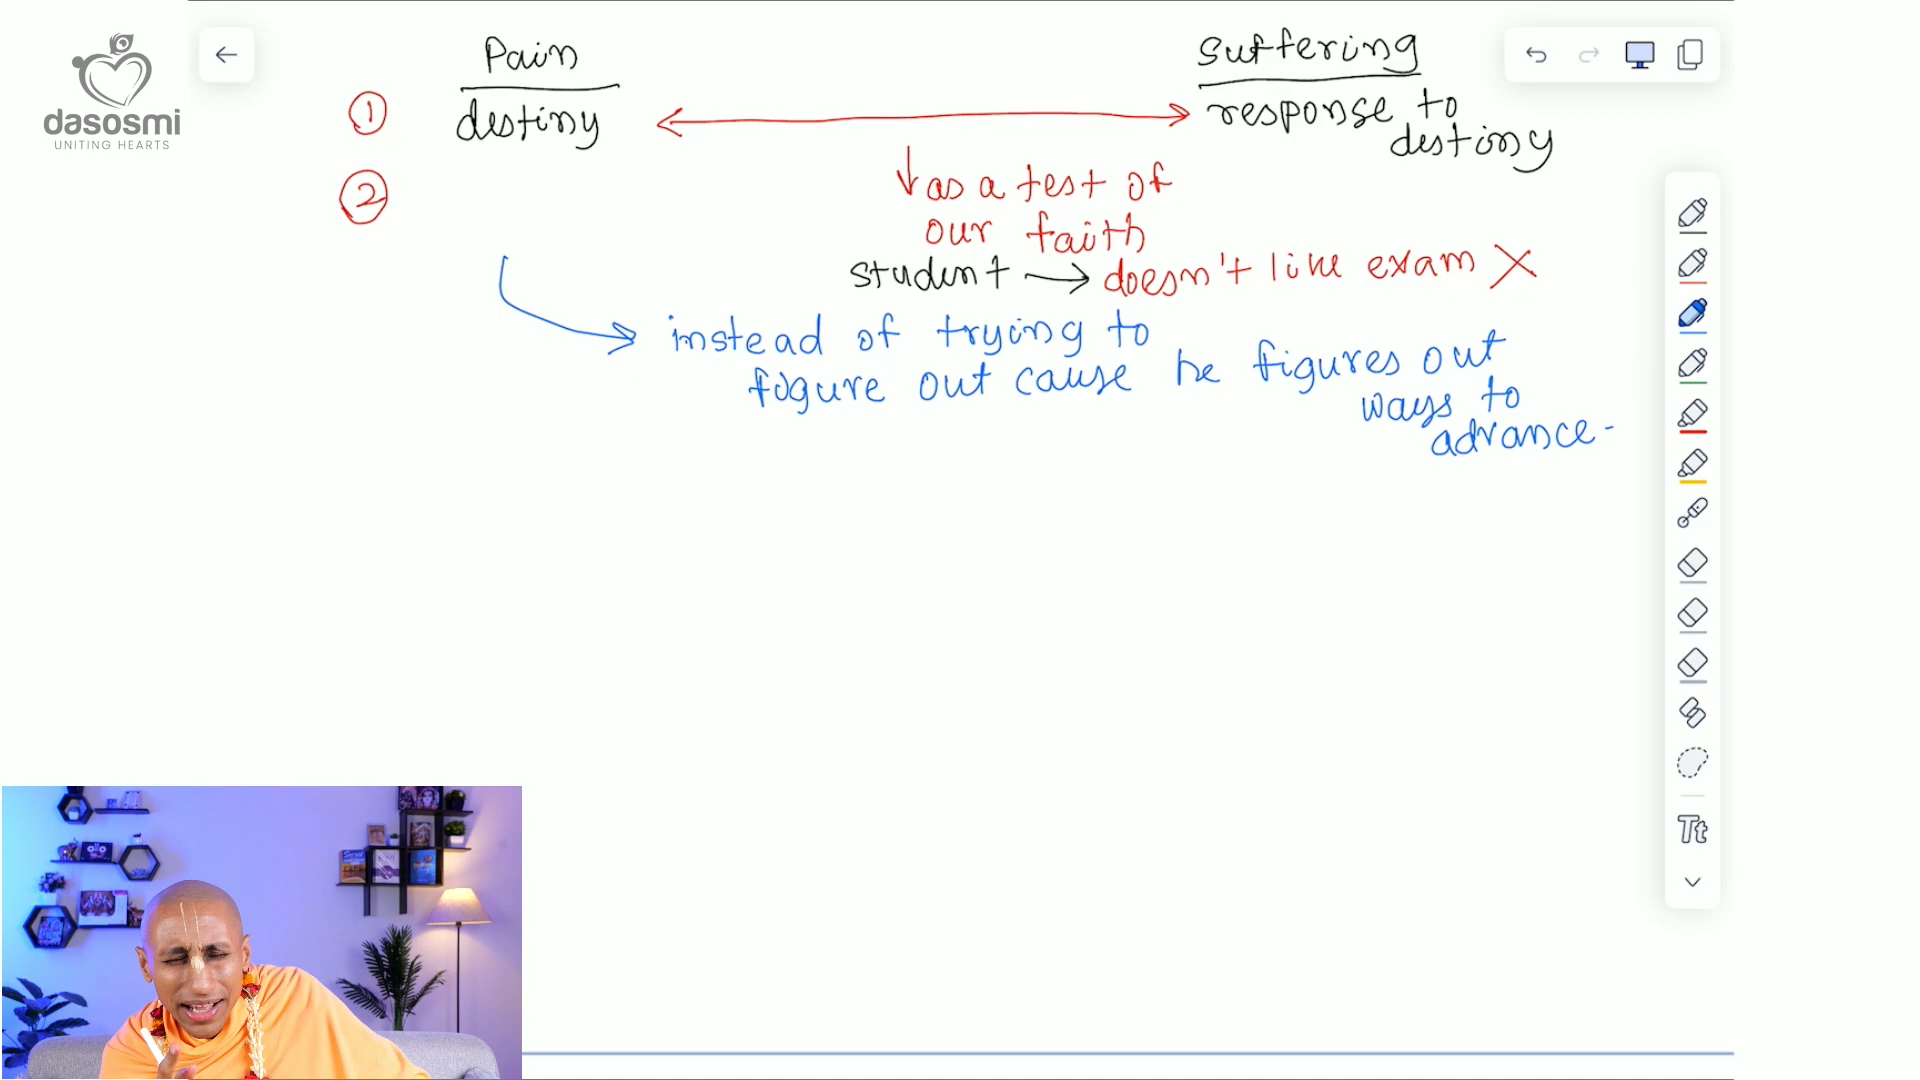 dasosmi
UNITING HEARTS
Pain
Suffering
1 destiny
response to
destiny
2
as a test of
our faith
student → doesn't like exam X
instead of trying to
figure out cause he figures out
ways to
advance -
Tt